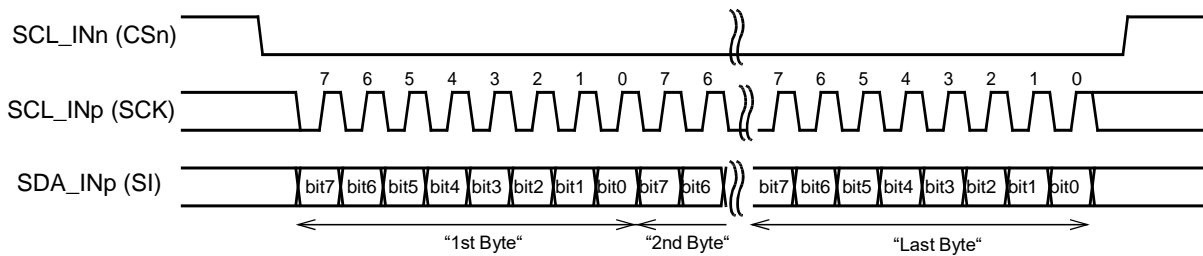 SCL_INn (CSn)
7 6 5 4 3 2 1 0 7 6 7 6 5 4 3 2 1 0
SCL_INp (SCK)
SDA_INp (SI)
bit7 bit6 bit5 bit4 bit3 bit2 bit1 bit0 bit7 bit6 bit7 bit6 bit5 bit4 bit3 bit2 bit1 bit0
“1st Byte“ “2nd Byte“ “Last Byte“